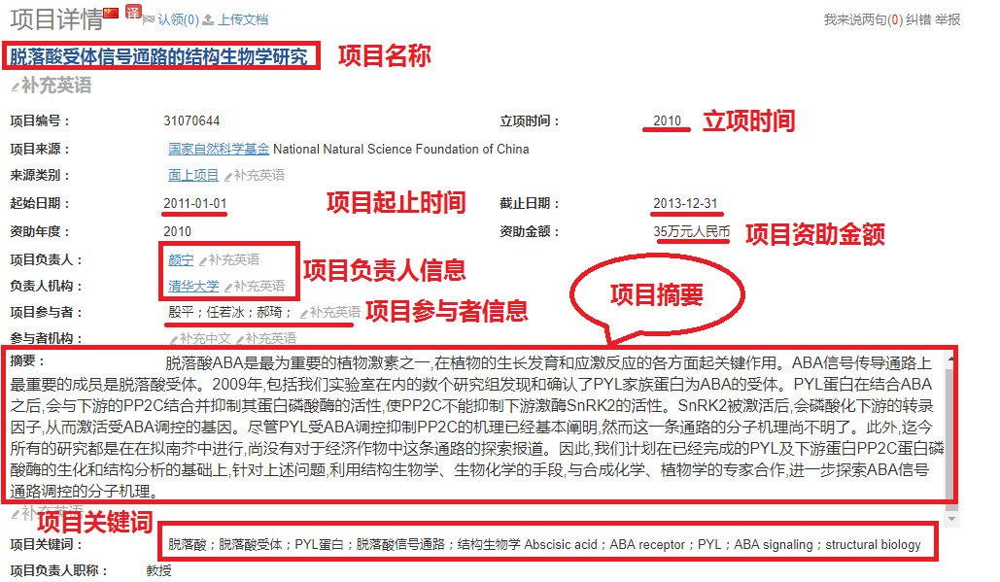 项目详情 译 认领(0) 上传文档 我来说两句(0) 纠错 举报
脱落酸受体信号通路的结构生物学研究 项目名称
补充英语
项目编号： 31070644 立项时间： 2010 立项时间
项目来源： 国家自然科学基金 National Natural Science Foundation of China
来源类别： 面上项目 补充英语
起始日期： 2011-01-01 项目起止时间 截止日期： 2013-12-31
资助年度： 2010 资助金额： 35万元人民币 项目资助金额
项目负责人： 颜宁 补充英语 项目负责人信息
负责人机构： 清华大学 补充英语
项目摘要
项目参与者： 殷平；任若冰；郝琦； 补充英语 项目参与者信息
参与者机构： 补充中文 补充英语
摘要： 脱落酸ABA是最为重要的植物激素之一,在植物的生长发育和应激反应的各方面起关键作用。ABA信号传导通路上
最重要的成员是脱落酸受体。2009年,包括我们实验室在内的数个研究组发现和确认了PYL家族蛋白为ABA的受体。PYL蛋白在结合ABA
之后,会与下游的PP2C结合并抑制其蛋白磷酸酶的活性,使PP2C不能抑制下游激酶SnRK2的活性。SnRK2被激活后,会磷酸化下游的转录
因子,从而激活受ABA调控的基因。尽管PYL受ABA调控抑制PP2C的机理已经基本阐明,然而这一条通路的分子机理尚不明了。此外,迄今
所有的研究都是在在拟南芥中进行,尚没有对于经济作物中这条通路的探索报道。因此,我们计划在已经完成的PYL及下游蛋白PP2C蛋白磷
酸酶的生化和结构分析的基础上,针对上述问题,利用结构生物学、生物化学的手段,与合成化学、植物学的专家合作,进一步探索ABA信号
通路调控的分子机理。
补充英语
项目关键词
项目关键词： 脱落酸；脱落酸受体；PYL蛋白；脱落酸信号通路；结构生物学 Abscisic acid；ABA receptor；PYL；ABA signaling；structural biology
项目负责人职称： 教授